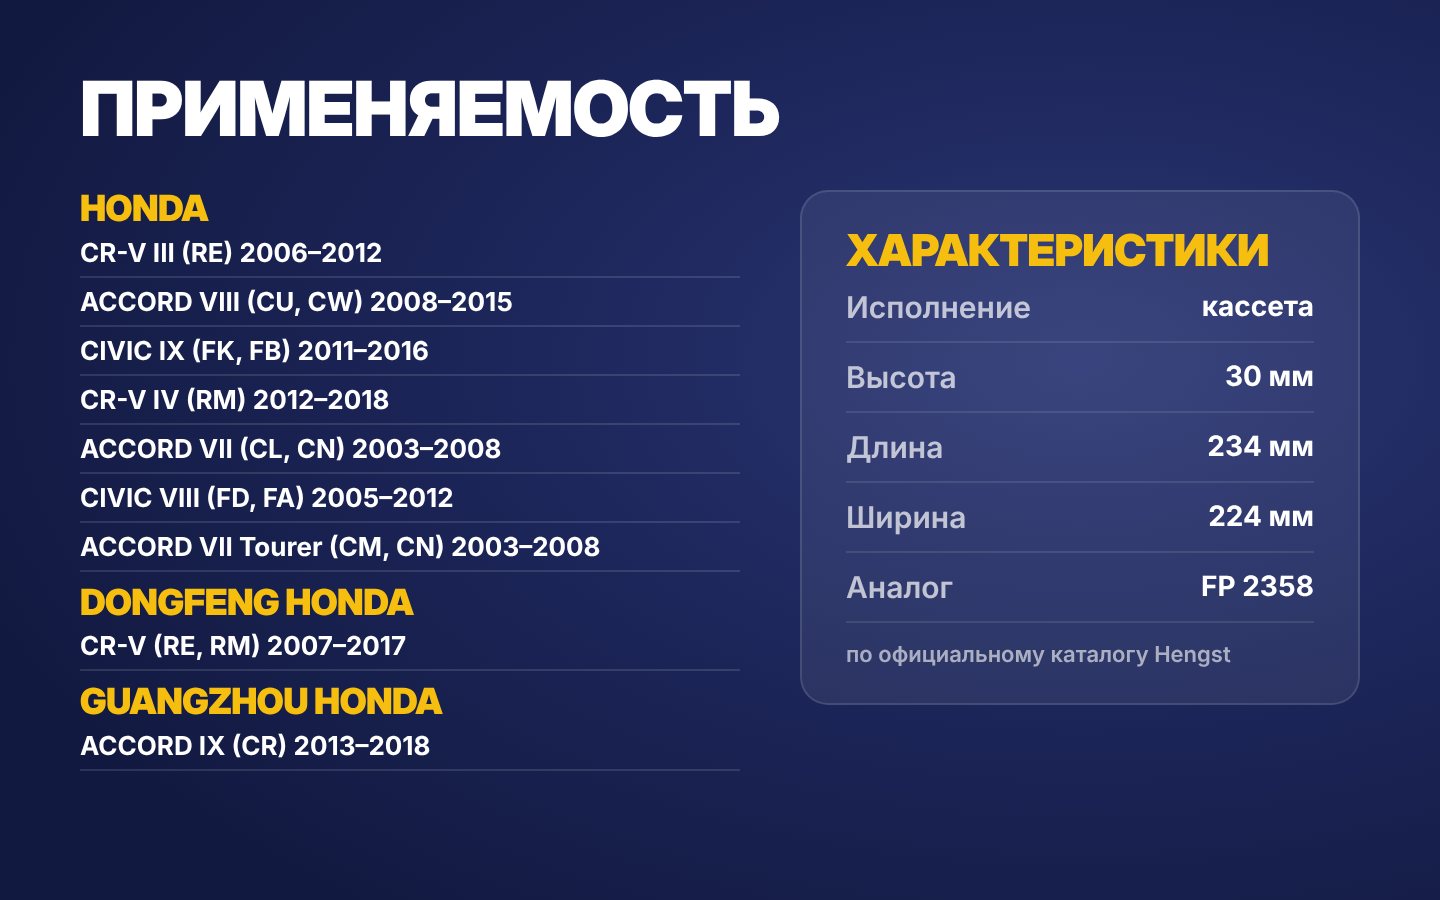 ПРИМЕНЯЕМОСТЬ
HONDA
CR-V III (RE) 2006–2012
ACCORD VIII (CU, CW) 2008–2015
CIVIC IX (FK, FB) 2011–2016
CR-V IV (RM) 2012–2018
ACCORD VII (CL, CN) 2003–2008
CIVIC VIII (FD, FA) 2005–2012
ACCORD VII Tourer (CM, CN) 2003–2008
DONGFENG HONDA
CR-V (RE, RM) 2007–2017
GUANGZHOU HONDA
ACCORD IX (CR) 2013–2018
ХАРАКТЕРИСТИКИ
Исполнение кассета
Высота 30 мм
Длина 234 мм
Ширина 224 мм
Аналог FP 2358
по официальному каталогу Hengst